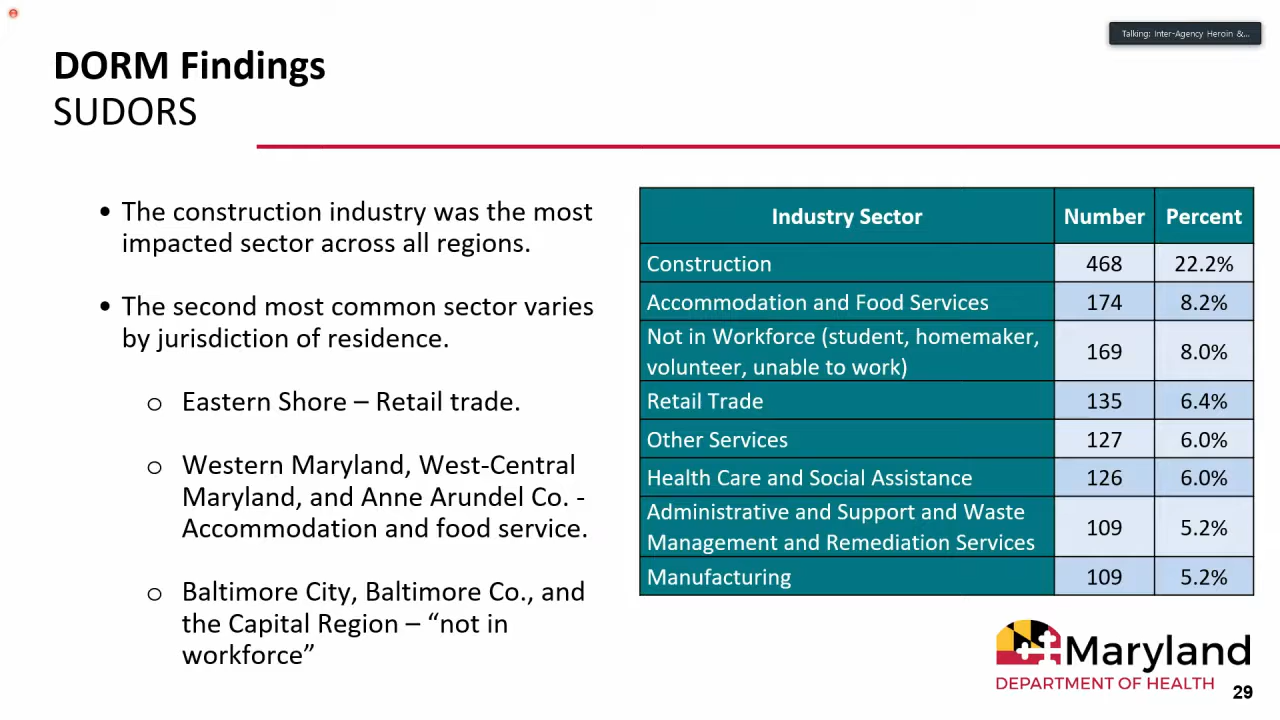 Talking: Inter-Agency Heroin &...
DORM Findings
SUDORS
• The construction industry was the most
impacted sector across all regions.
• The second most common sector varies
by jurisdiction of residence.
o Eastern Shore – Retail trade.
o Western Maryland, West-Central
Maryland, and Anne Arundel Co. -
Accommodation and food service.
o Baltimore City, Baltimore Co., and
the Capital Region – “not in
workforce”
Industry Sector Number Percent
Construction 468 22.2%
Accommodation and Food Services 174 8.2%
Not in Workforce (student, homemaker,
volunteer, unable to work) 169 8.0%
Retail Trade 135 6.4%
Other Services 127 6.0%
Health Care and Social Assistance 126 6.0%
Administrative and Support and Waste
Management and Remediation Services 109 5.2%
Manufacturing 109 5.2%
Maryland
DEPARTMENT OF HEALTH
29